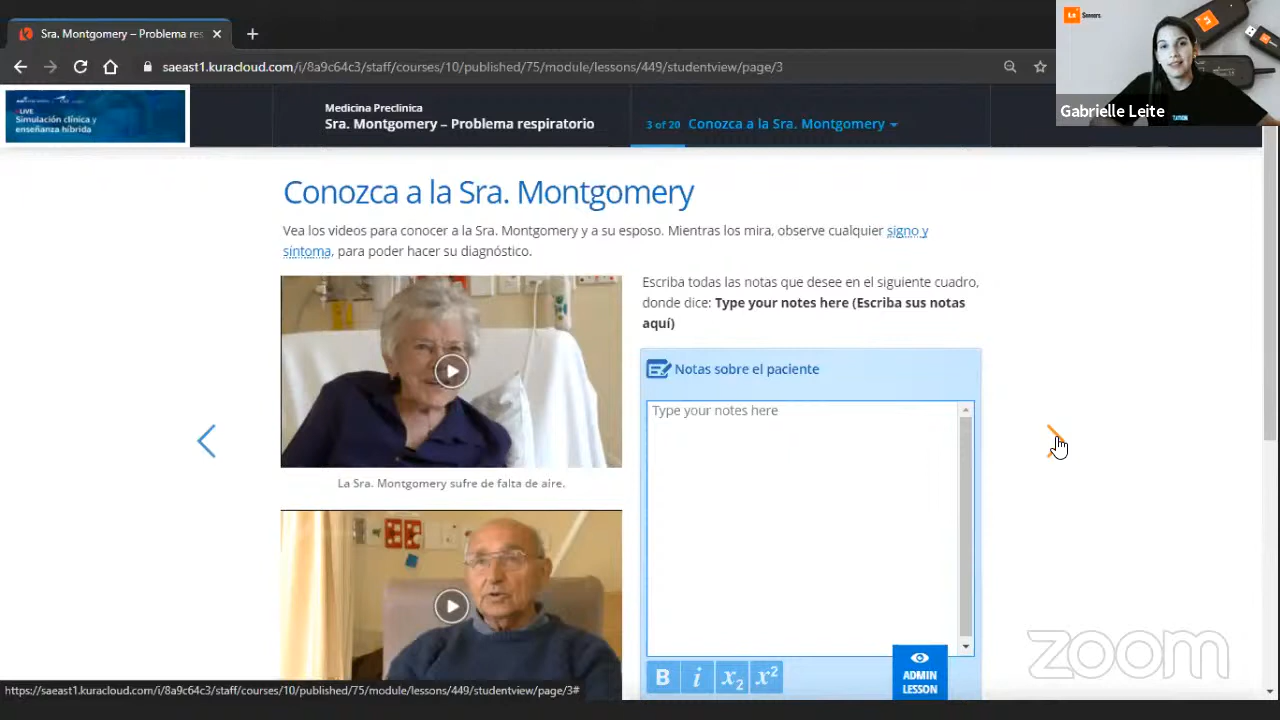 Sra. Montgomery – Problema res
saeast1.kuracloud.com/i/8a9c64c3/staff/courses/10/published/75/module/lessons/449/studentview/page/3
Gabrielle Leite
LIVE
Simulación clínica y
enseñanza híbrida
Medicina Preclinica
Sra. Montgomery – Problema respiratorio
3 of 20 Conozca a la Sra. Montgomery
Conozca a la Sra. Montgomery
Vea los videos para conocer a la Sra. Montgomery y a su esposo. Mientras los mira, observe cualquier signo y
síntoma, para poder hacer su diagnóstico.
La Sra. Montgomery sufre de falta de aire.
Escriba todas las notas que desee en el siguiente cuadro,
donde dice: Type your notes here (Escriba sus notas
aquí)
Notas sobre el paciente
Type your notes here
B i x2 x²
ADMIN
LESSON
zoom
https://saeast1.kuracloud.com/i/8a9c64c3/staff/courses/10/published/75/module/lessons/449/studentview/page/3#